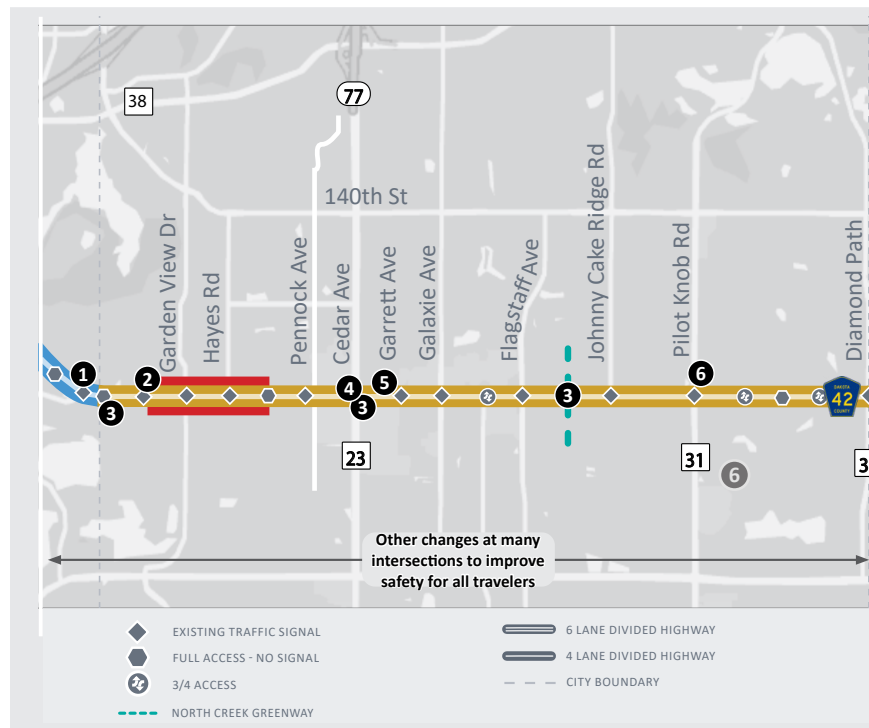 38
77
140th St
Garden View Dr
Hayes Rd
Pennock Ave
Cedar Ave
Garrett Ave
Galaxie Ave
Flagstaff Ave
Johnny Cake Ridge Rd
Pilot Knob Rd
Diamond Path
1
2
3
4
3
5
3
6
DAKOTA
42
COUNTY
23
31
3
6
Other changes at many
intersections to improve
safety for all travelers
EXISTING TRAFFIC SIGNAL
FULL ACCESS - NO SIGNAL
3/4 ACCESS
NORTH CREEK GREENWAY
6 LANE DIVIDED HIGHWAY
4 LANE DIVIDED HIGHWAY
CITY BOUNDARY